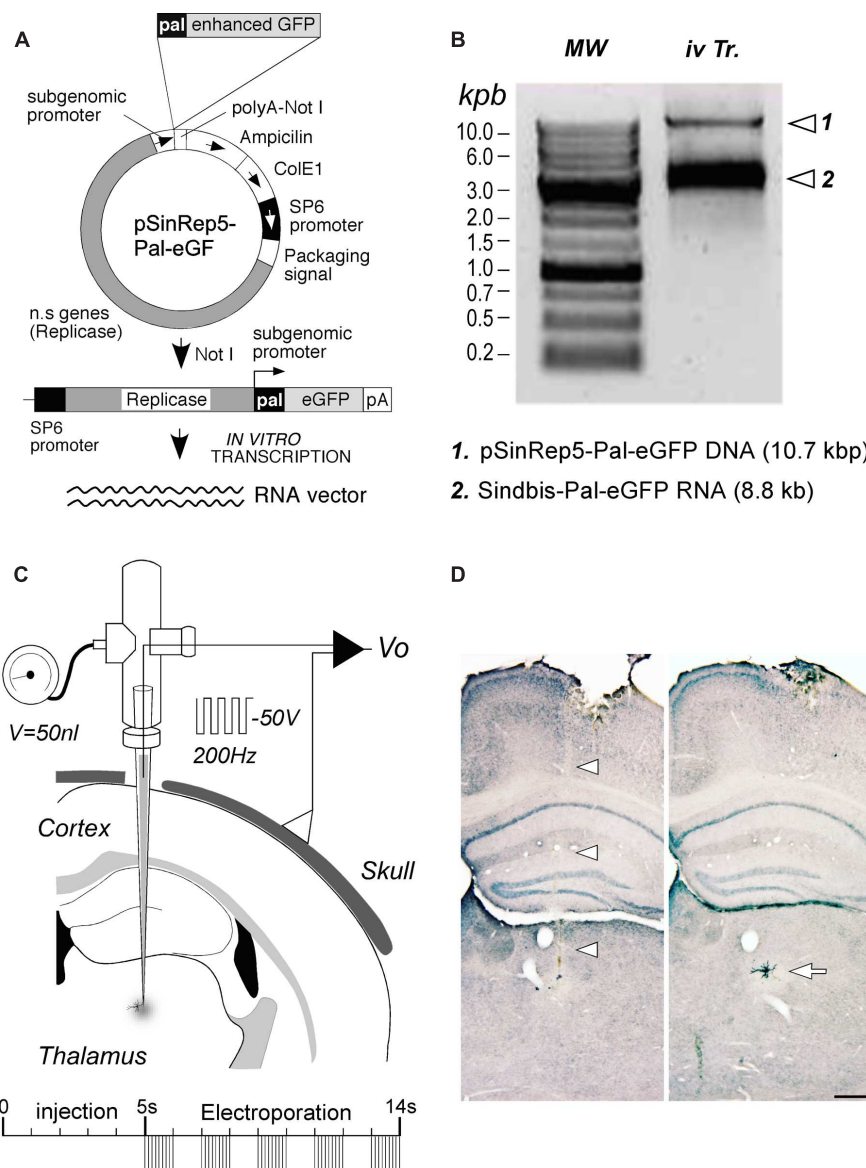 A
pal enhanced GFP
subgenomic
promoter
polyA-Not I
Ampicilin
ColE1
SP6
promoter
pSinRep5-
Pal-eGF
Packaging
signal
n.s genes
(Replicase)
Not I
subgenomic
promoter
Replicase pal eGFP pA
SP6
promoter
IN VITRO
TRANSCRIPTION
RNA vector
B
MW iv Tr.
kpb
10.0
6.0
3.0
2.0
1.5
1.0
0.7
0.5
0.2
1
2
1. pSinRep5-Pal-eGFP DNA (10.7 kbp)
2. Sindbis-Pal-eGFP RNA (8.8 kb)
C
Vo
V=50nl
-50V
200Hz
Cortex
Skull
Thalamus
0 injection 5s Electroporation 14s
D